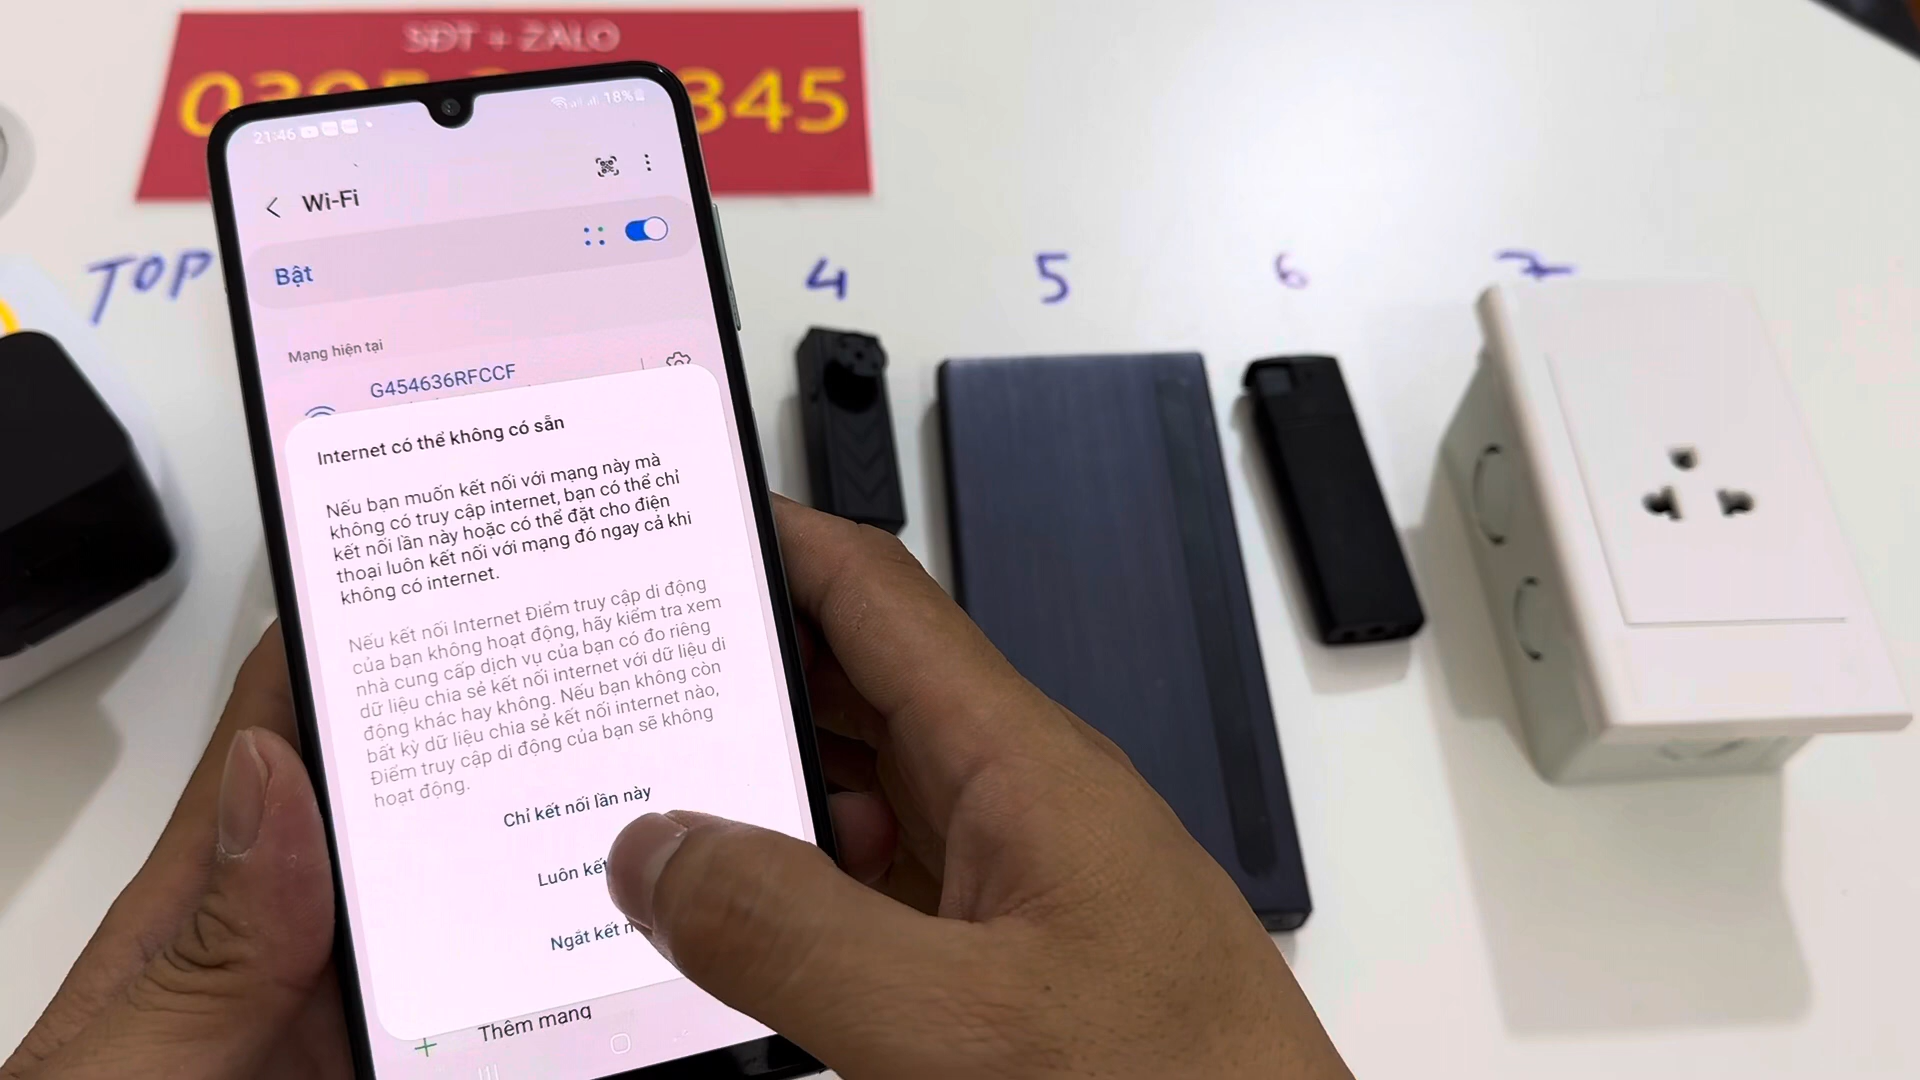 SĐT + ZALO
345
TOP
4
5
6
7
21:46
18%
Wi-Fi
Bật
Mạng hiện tại
G454636RFCCF
Internet có thể không có sẵn
Nếu bạn muốn kết nối với mạng này mà
không có truy cập internet, bạn có thể chỉ
kết nối lần này hoặc có thể đặt cho điện
thoại luôn kết nối với mạng đó ngay cả khi
không có internet.
Nếu kết nối Internet Điểm truy cập di động
của bạn không hoạt động, hãy kiểm tra xem
nhà cung cấp dịch vụ của bạn có đo riêng
dữ liệu chia sẻ kết nối internet với dữ liệu di
động khác hay không. Nếu bạn không còn
bất kỳ dữ liệu chia sẻ kết nối internet nào,
Điểm truy cập di động của bạn sẽ không
hoạt động.
Chỉ kết nối lần này
Luôn kết
Ngắt kết
Thêm mạng